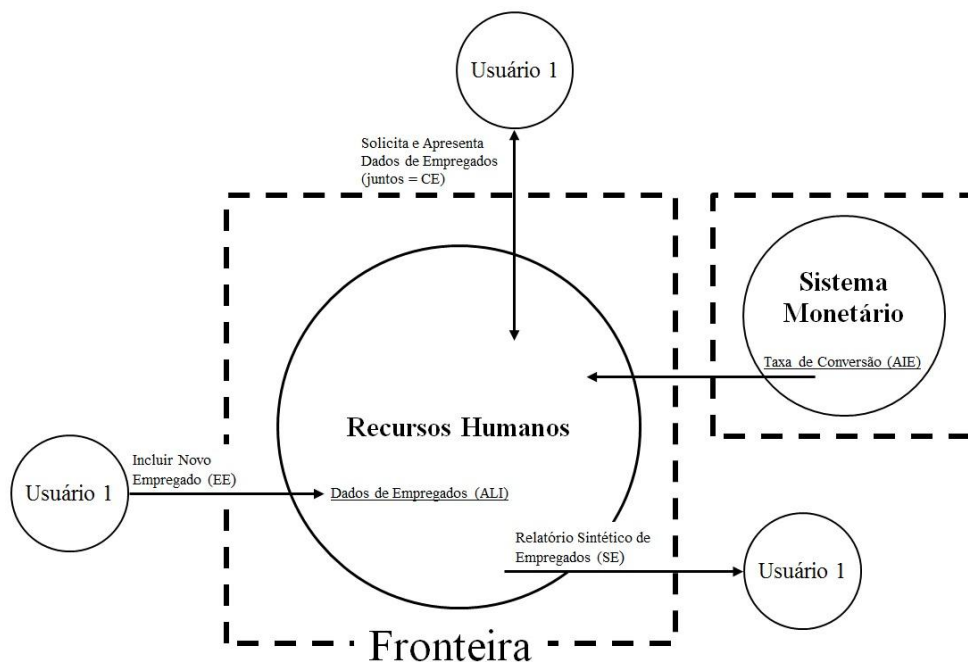 Usuário 1
Solicita e Apresenta
Dados de Empregados
(juntos = CE)
Sistema
Monetário
Taxa de Conversão (AIE)
Recursos Humanos
Incluir Novo
Empregado (EE)
Usuário 1
Dados de Empregados (ALI)
Relatório Sintético de
Empregados (SE)
Usuário 1
Fronteira